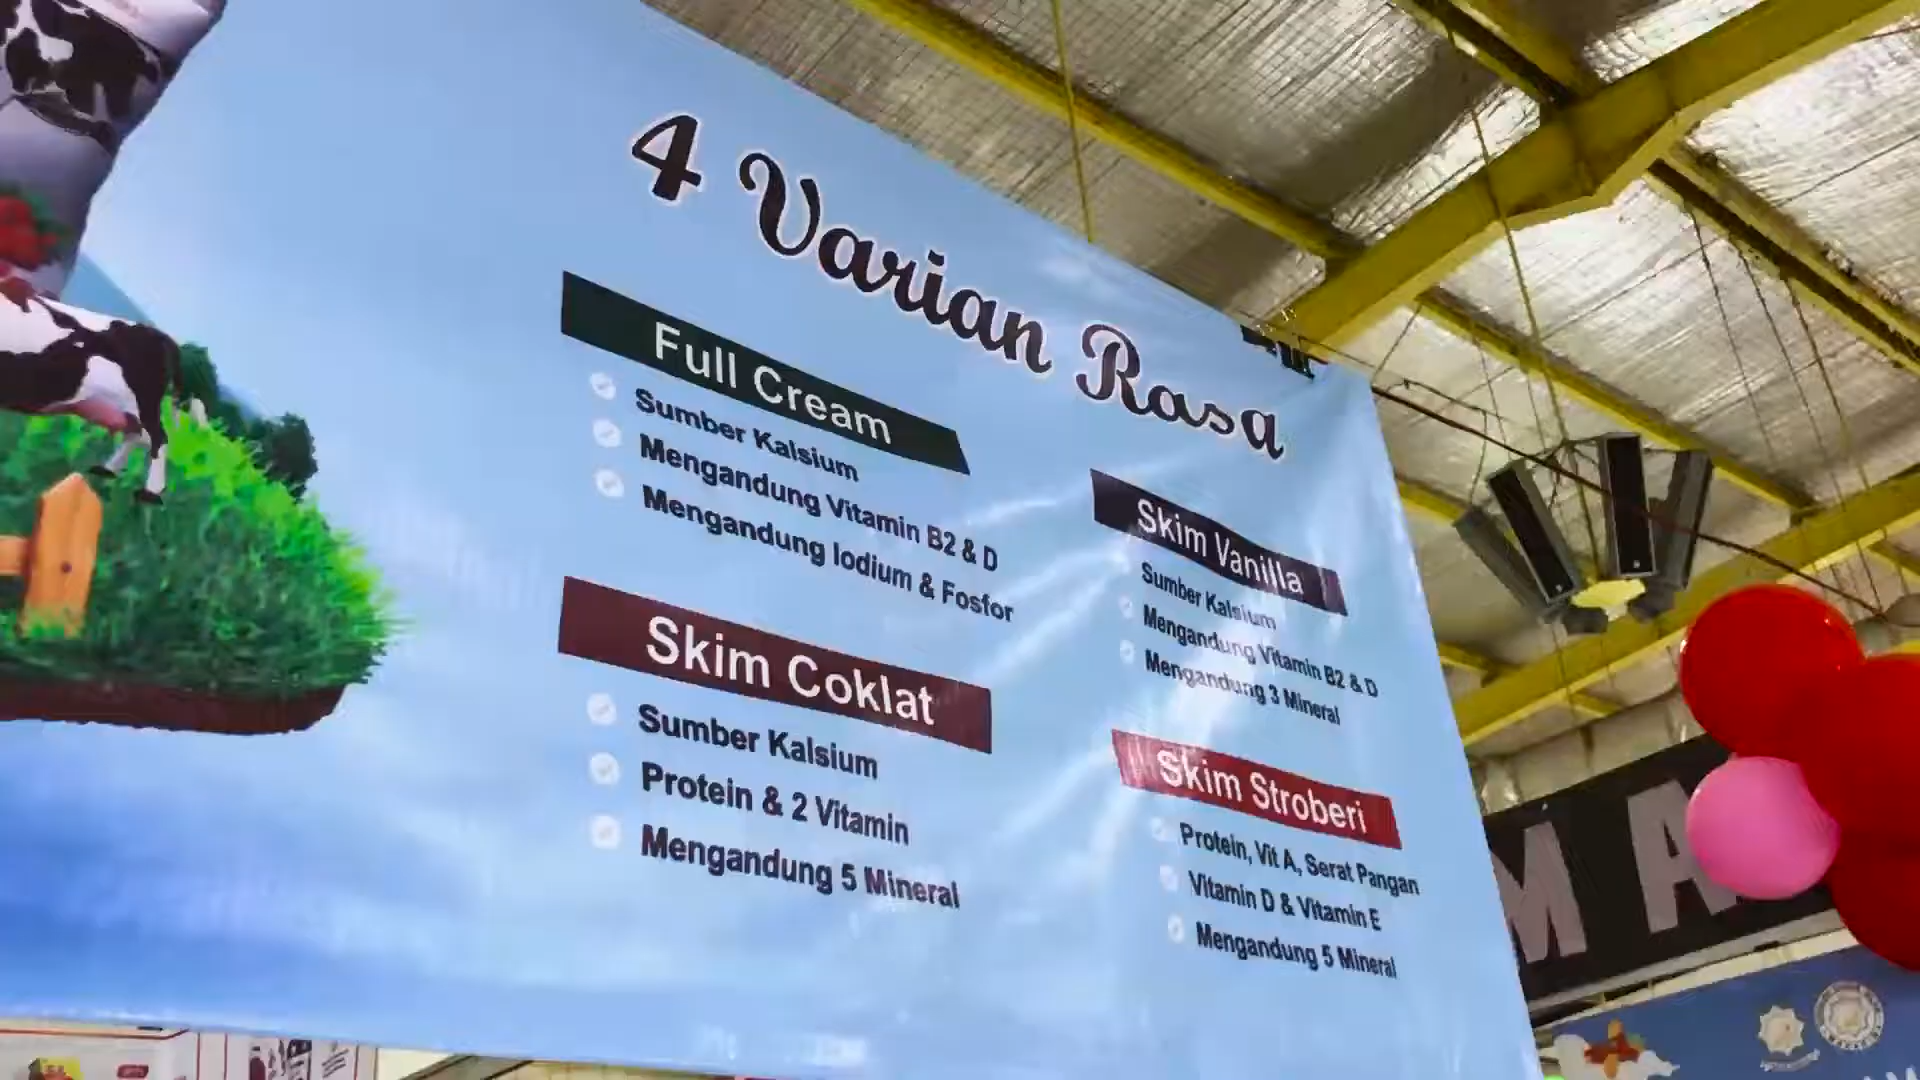 4 Varian Rasa
Full Cream
Sumber Kalsium
Mengandung Vitamin B2 & D
Mengandung Iodium & Fosfor
Skim Coklat
Sumber Kalsium
Protein & 2 Vitamin
Mengandung 5 Mineral
Skim Vanilla
Sumber Kalsium
Mengandung Vitamin B2 & D
Mengandung 3 Mineral
Skim Stroberi
Protein, Vit A, Serat Pangan
Vitamin D & Vitamin E
Mengandung 5 Mineral
M A